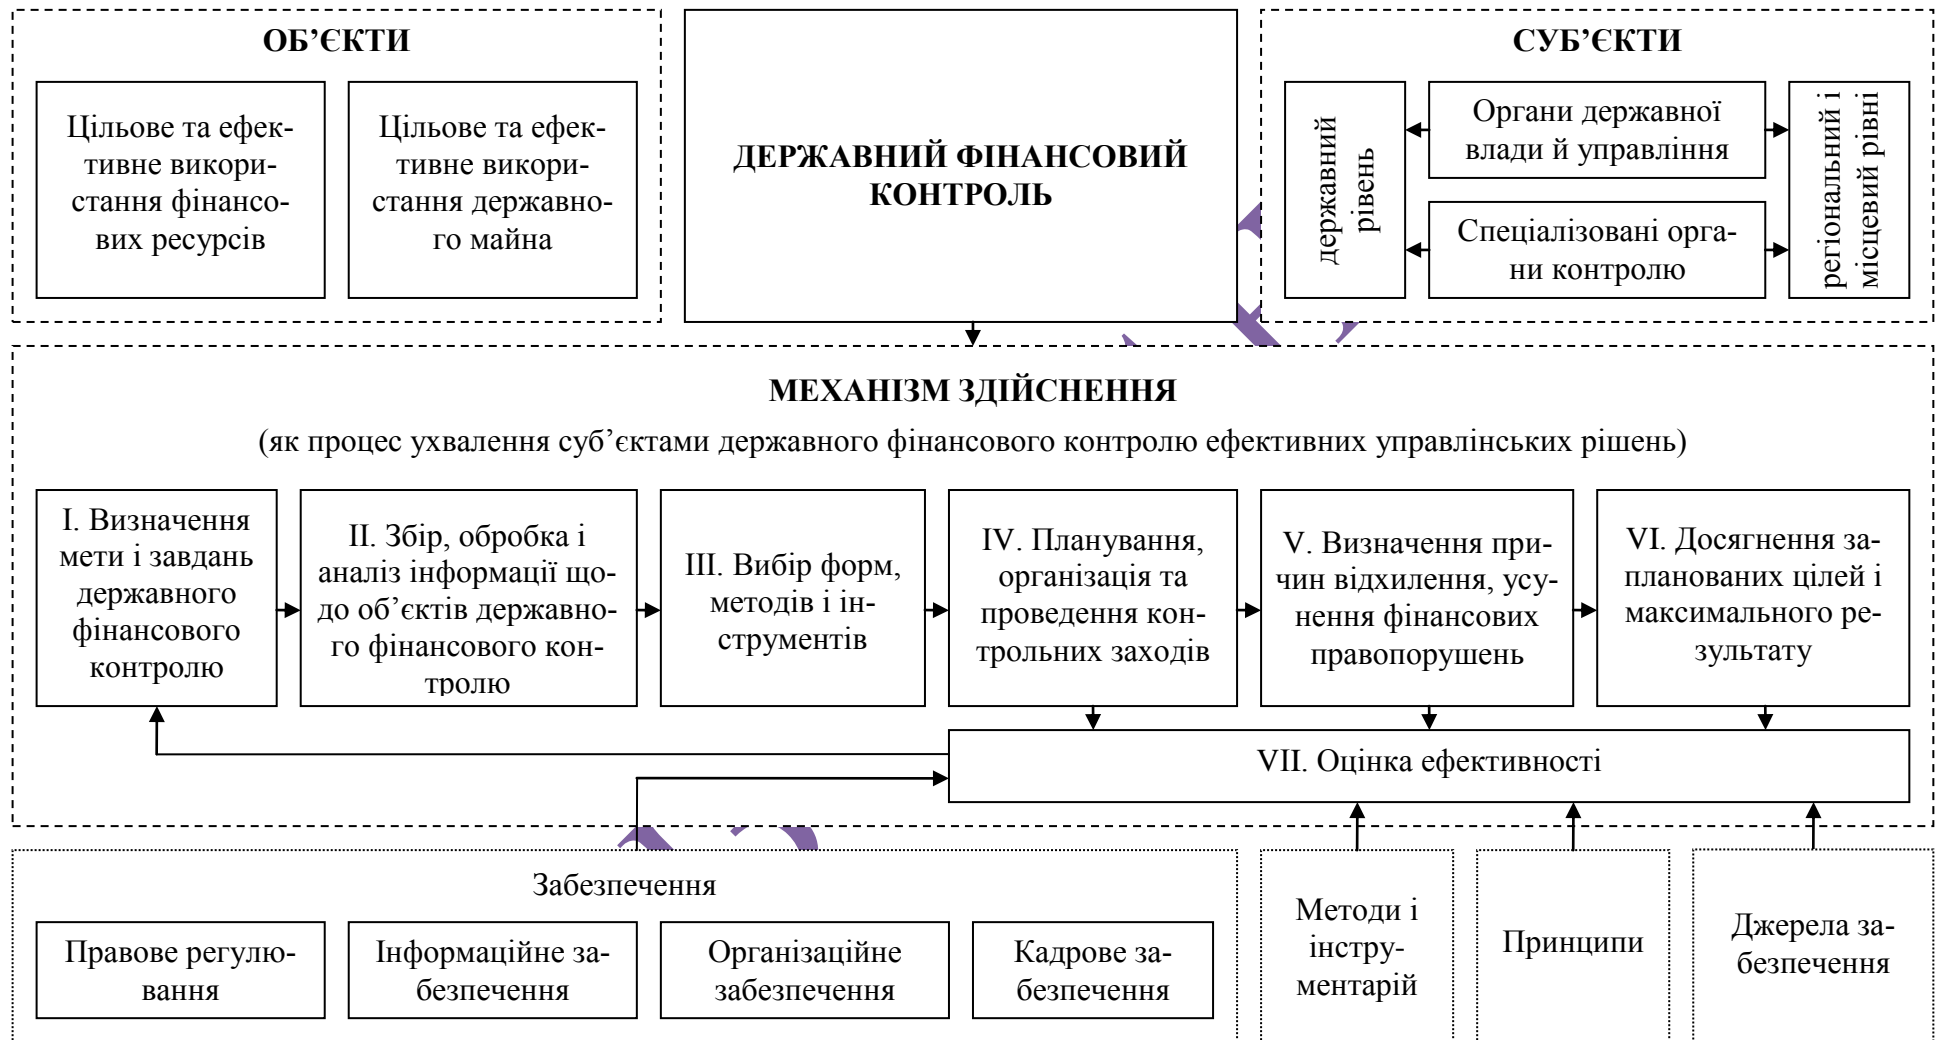 ОБ’ЄКТИ
Цільове та ефек-
тивне викори-
стання фінансо-
вих ресурсів
Цільове та ефек-
тивне викори-
стання державно-
го майна
ДЕРЖАВНИЙ ФІНАНСОВИЙ
КОНТРОЛЬ
СУБ’ЄКТИ
державний
рівень
Органи державної
влади й управління
Спеціалізовані орга-
ни контролю
регіональний і
місцевий рівні
МЕХАНІЗМ ЗДІЙСНЕННЯ
(як процес ухвалення суб’єктами державного фінансового контролю ефективних управлінських рішень)
I. Визначення
мети і завдань
державного
фінансового
контролю
II. Збір, обробка і
аналіз інформації що-
до об’єктів державно-
го фінансового кон-
тролю
III. Вибір форм,
методів і ін-
струментів
IV. Планування,
організація та
проведення кон-
трольних заходів
V. Визначення при-
чин відхилення, усу-
нення фінансових
правопорушень
VI. Досягнення за-
планованих цілей і
максимального ре-
зультату
VII. Оцінка ефективності
Забезпечення
Правове регулю-
вання
Інформаційне за-
безпечення
Організаційне
забезпечення
Кадрове за-
безпечення
Методи і
інстру-
ментарій
Принципи
Джерела за-
безпечення